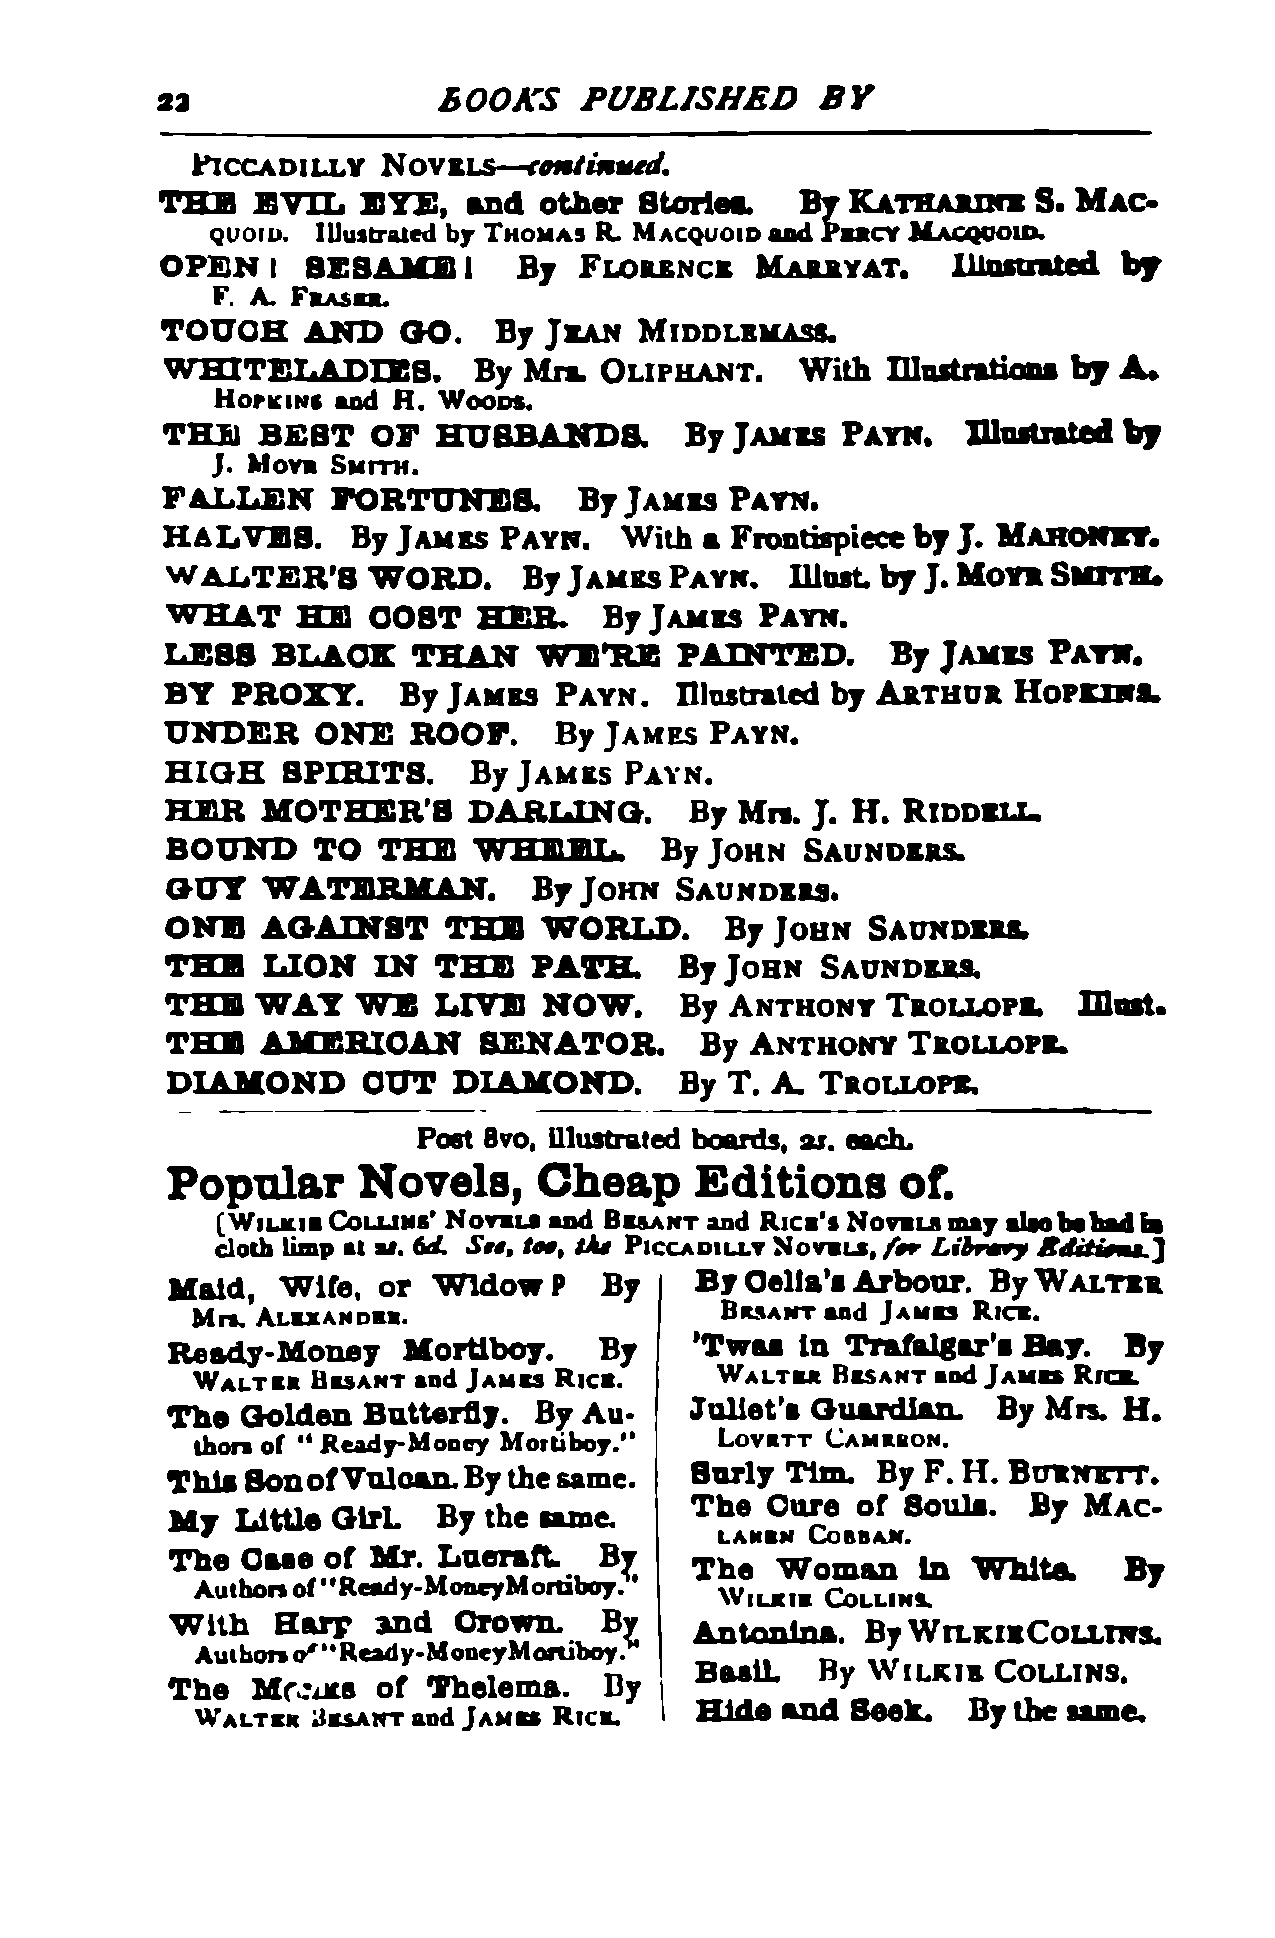 22 BOOKS PUBLISHED BY
PICCADILLY NOVELS—continued.
THE EVIL EYE, and other Stories. By KATHARINE S. MAC-
QUOID. Illustrated by THOMAS R. MACQUOID and PERCY MACQUOID.
OPEN! SESAME! By FLORENCE MARRYAT. Illustrated by
F. A. FRASER.
TOUCH AND GO. By JEAN MIDDLEMASS.
WHITELADIES. By Mrs. OLIPHANT. With Illustrations by A.
HOPKINS and H. WOODS.
THE BEST OF HUSBANDS. By JAMES PAYN. Illustrated by
J. MOYR SMITH.
FALLEN FORTUNES. By JAMES PAYN.
HALVES. By JAMES PAYN. With a Frontispiece by J. MAHONEY.
WALTER'S WORD. By JAMES PAYN. Illust. by J. MOYR SMITH.
WHAT HE COST HER. By JAMES PAYN.
LESS BLACK THAN WE'RE PAINTED. By JAMES PAYN.
BY PROXY. By JAMES PAYN. Illustrated by ARTHUR HOPKINS.
UNDER ONE ROOF. By JAMES PAYN.
HIGH SPIRITS. By JAMES PAYN.
HER MOTHER'S DARLING. By Mrs. J. H. RIDDELL.
BOUND TO THE WHEEL. By JOHN SAUNDERS.
GUY WATERMAN. By JOHN SAUNDERS.
ONE AGAINST THE WORLD. By JOHN SAUNDERS.
THE LION IN THE PATH. By JOHN SAUNDERS.
THE WAY WE LIVE NOW. By ANTHONY TROLLOPE. Illust.
THE AMERICAN SENATOR. By ANTHONY TROLLOPE.
DIAMOND CUT DIAMOND. By T. A. TROLLOPE.
Post 8vo, illustrated boards, 2s. each.
Popular Novels, Cheap Editions of.
[WILKIE COLLINS' NOVELS and BESANT and RICE'S NOVELS may also be had in
cloth limp at 2s. 6d. See, too, the PICCADILLY NOVELS, for Library Editions.]
Maid, Wife, or Widow? By
Mrs. ALEXANDER.
Ready-Money Mortiboy. By
WALTER BESANT and JAMES RICE.
The Golden Butterfly. By Au-
thors of "Ready-Money Mortiboy."
This Son of Vulcan. By the same.
My Little Girl. By the same.
The Case of Mr. Lucraft. By
Authors of "Ready-Money Mortiboy."
With Harp and Crown. By
Authors of "Ready-Money Mortiboy."
The Monks of Thelema. By
WALTER BESANT and JAMES RICE.
By Celia's Arbour. By WALTER
BESANT and JAMES RICE.
'Twas in Trafalgar's Bay. By
WALTER BESANT and JAMES RICE.
Juliet's Guardian. By Mrs. H.
LOVETT CAMERON.
Surly Tim. By F. H. BURNETT.
The Cure of Souls. By MAC-
LAREN COBBAN.
The Woman in White. By
WILKIE COLLINS.
Antonina. By WILKIE COLLINS.
Basil. By WILKIE COLLINS.
Hide and Seek. By the same.